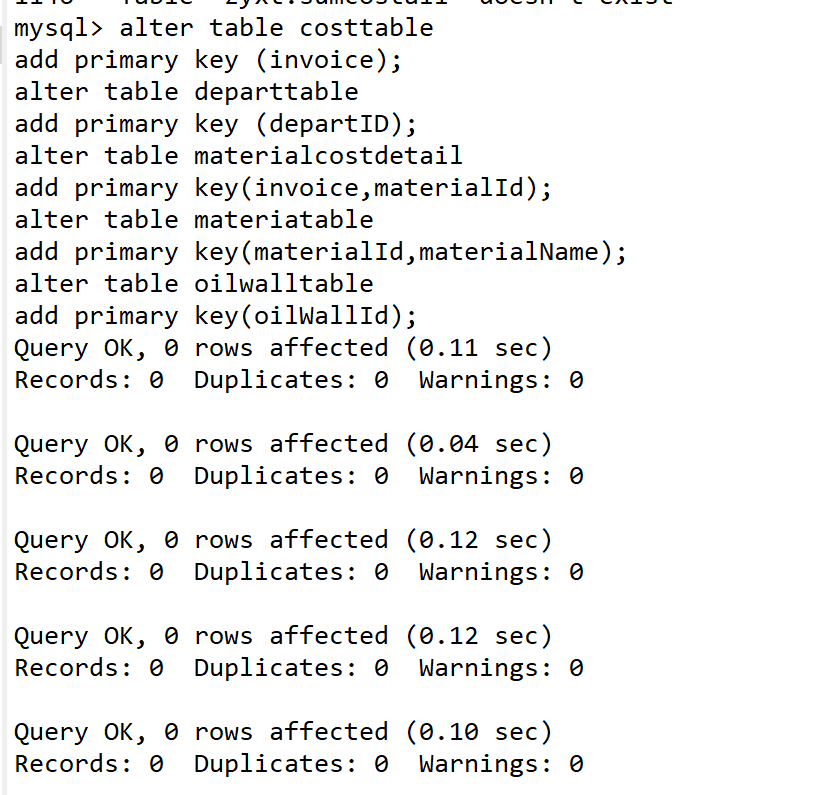 mysql> alter table costtable
add primary key (invoice);
alter table departtable
add primary key (departID);
alter table materialcostdetail
add primary key(invoice,materialId);
alter table materiatable
add primary key(materialId,materialName);
alter table oilwalltable
add primary key(oilWallId);
Query OK, 0 rows affected (0.11 sec)
Records: 0  Duplicates: 0  Warnings: 0
Query OK, 0 rows affected (0.04 sec)
Records: 0  Duplicates: 0  Warnings: 0
Query OK, 0 rows affected (0.12 sec)
Records: 0  Duplicates: 0  Warnings: 0
Query OK, 0 rows affected (0.12 sec)
Records: 0  Duplicates: 0  Warnings: 0
Query OK, 0 rows affected (0.10 sec)
Records: 0  Duplicates: 0  Warnings: 0